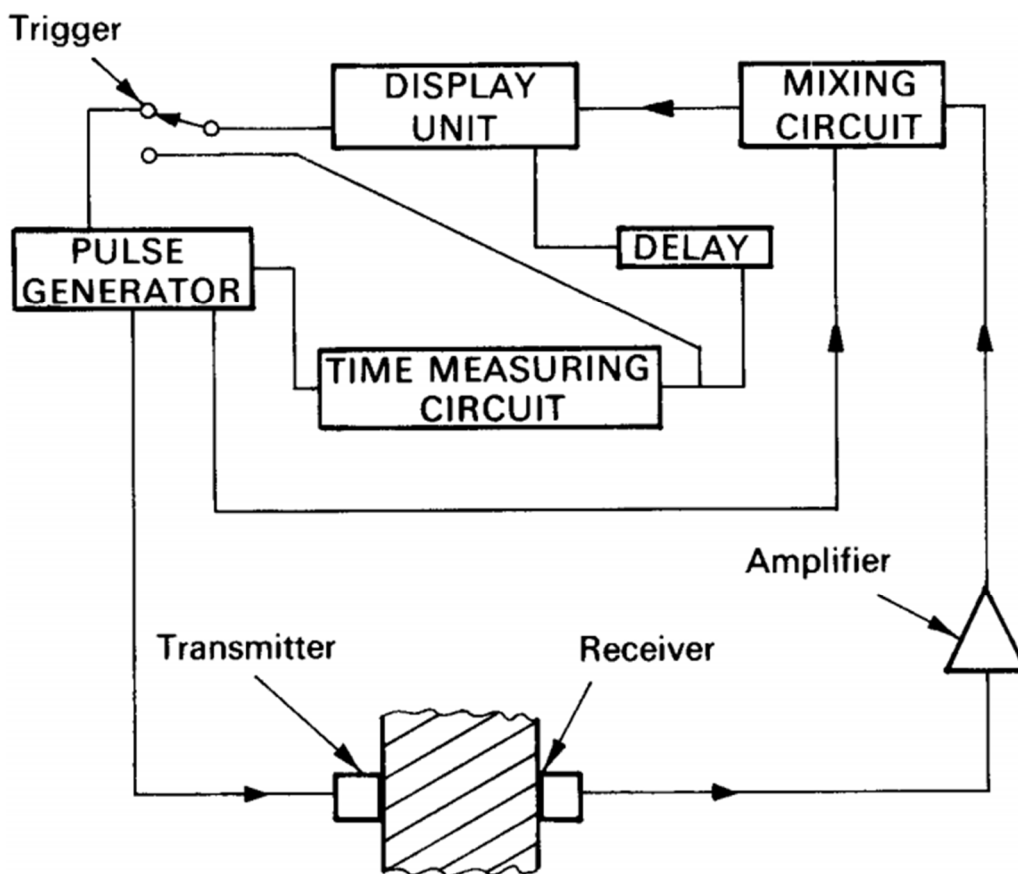 Trigger
DISPLAY
UNIT
MIXING
CIRCUIT
PULSE
GENERATOR
DELAY
TIME MEASURING
CIRCUIT
Amplifier
Transmitter
Receiver